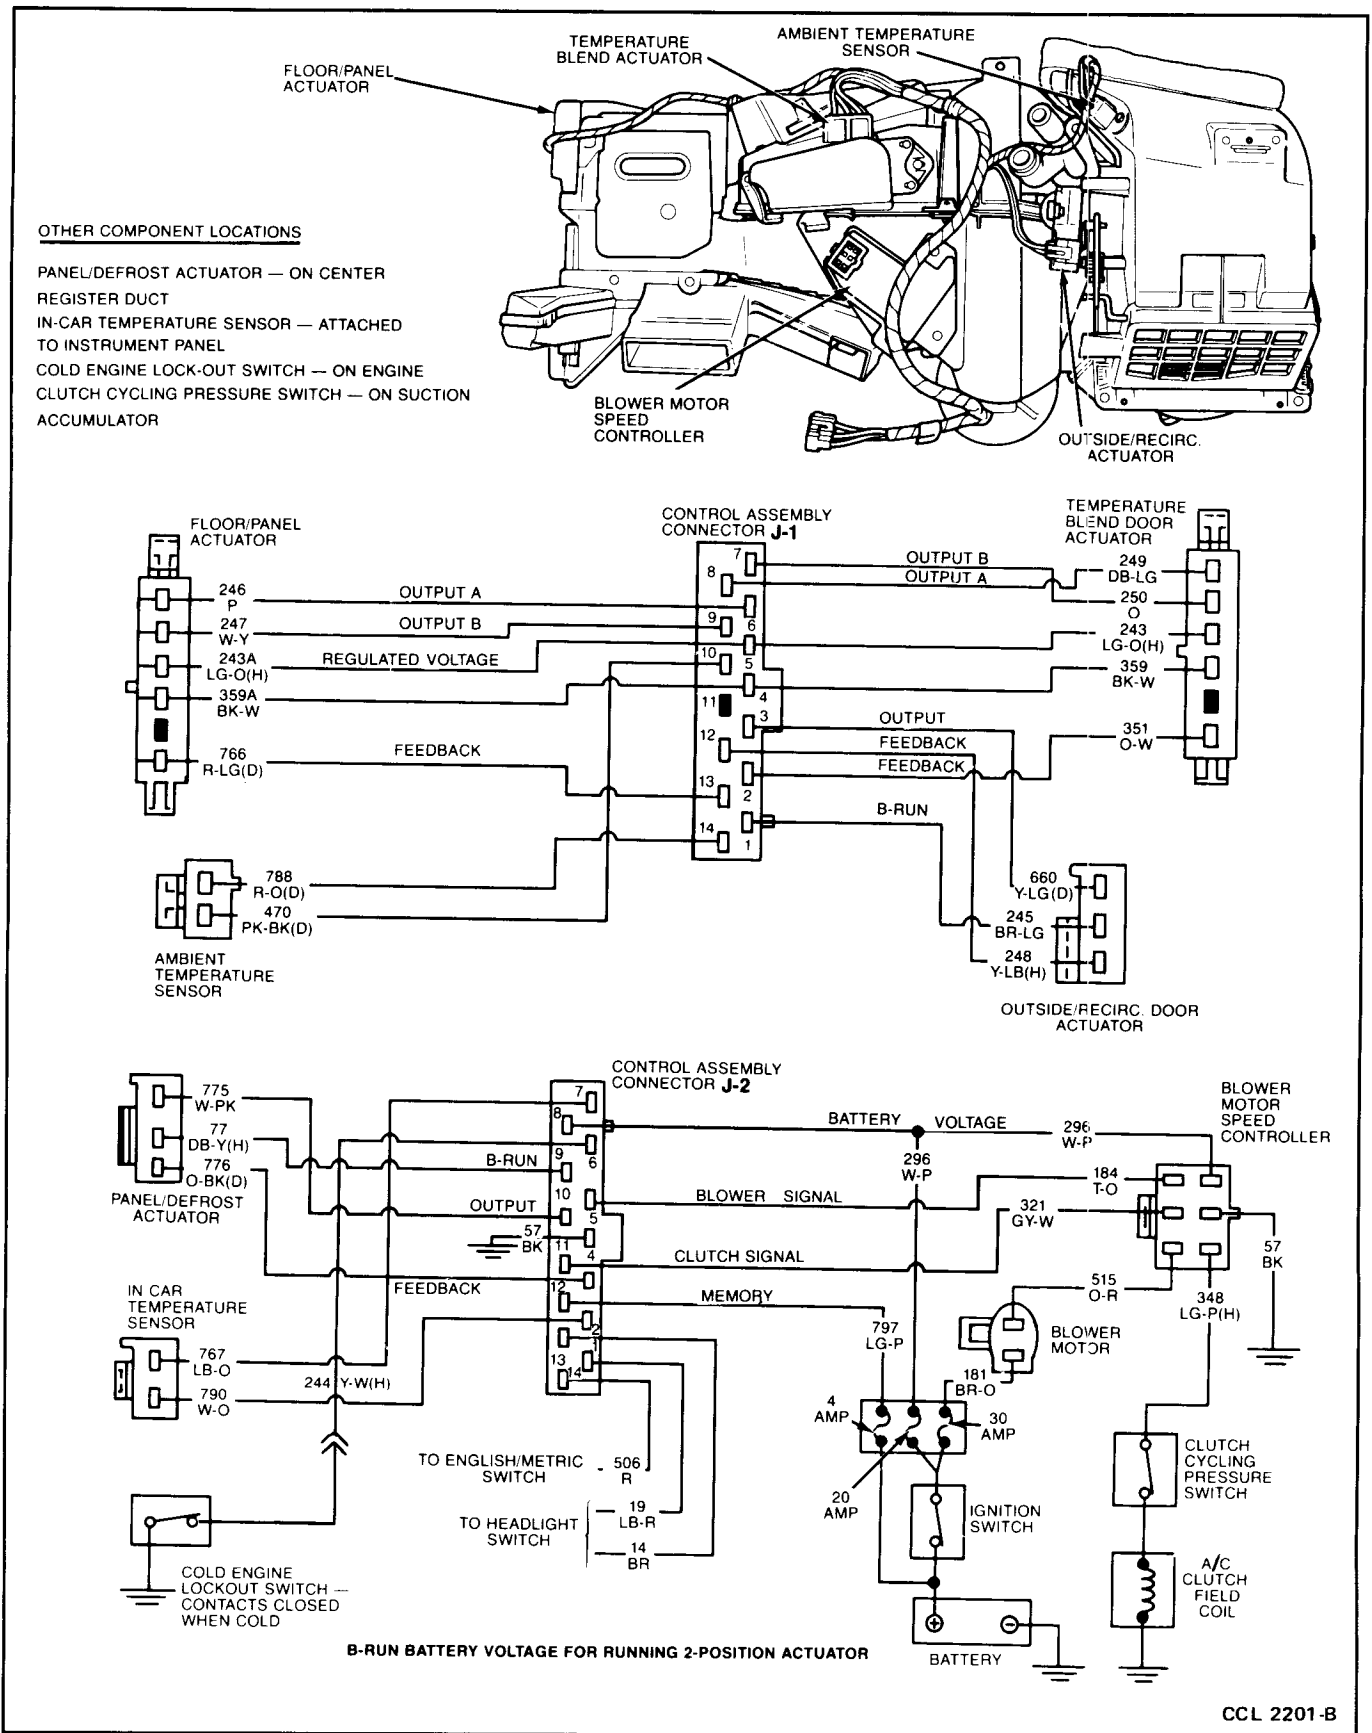 TEMPERATURE
BLEND ACTUATOR
AMBIENT TEMPERATURE
SENSOR
FLOOR/PANEL
ACTUATOR
OTHER COMPONENT LOCATIONS
PANEL/DEFROST ACTUATOR — ON CENTER
REGISTER DUCT
IN-CAR TEMPERATURE SENSOR — ATTACHED
TO INSTRUMENT PANEL
COLD ENGINE LOCK-OUT SWITCH — ON ENGINE
CLUTCH CYCLING PRESSURE SWITCH — ON SUCTION
ACCUMULATOR
BLOWER MOTOR
SPEED
CONTROLLER
OUTSIDE/RECIRC.
ACTUATOR
FLOOR/PANEL
ACTUATOR
CONTROL ASSEMBLY
CONNECTOR J-1
TEMPERATURE
BLEND DOOR
ACTUATOR
246
P
OUTPUT A
247
W-Y
OUTPUT B
243A
LG-O(H)
REGULATED VOLTAGE
359A
BK-W
766
R-LG(D)
FEEDBACK
7
8
6
9
5
10
4
11
3
12
2
13
1
14
OUTPUT B
OUTPUT A
249
DB-LG
250
O
243
LG-O(H)
359
BK-W
OUTPUT
FEEDBACK
351
O-W
FEEDBACK
B-RUN
788
R-O(D)
470
PK-BK(D)
AMBIENT
TEMPERATURE
SENSOR
660
Y-LG(D)
245
BR-LG
248
Y-LB(H)
OUTSIDE/RECIRC. DOOR
ACTUATOR
CONTROL ASSEMBLY
CONNECTOR J-2
775
W-PK
77
DB-Y(H)
776
O-BK(D)
PANEL/DEFROST
ACTUATOR
B-RUN
OUTPUT
57
BK
FEEDBACK
7
8
6
9
10
5
11
4
12
2
1
13
14
BATTERY VOLTAGE
296
W-P
296
W-P
BLOWER
MOTOR
SPEED
CONTROLLER
BLOWER SIGNAL
184
T-O
321
GY-W
CLUTCH SIGNAL
57
BK
MEMORY
515
O-R
348
LG-P(H)
797
LG-P
BLOWER
MOTOR
181
BR-O
IN CAR
TEMPERATURE
SENSOR
767
LB-O
790
W-O
244 Y-W(H)
4
AMP
30
AMP
20
AMP
TO ENGLISH/METRIC
SWITCH
506
R
TO HEADLIGHT
SWITCH
19
LB-R
14
BR
IGNITION
SWITCH
CLUTCH
CYCLING
PRESSURE
SWITCH
A/C
CLUTCH
FIELD
COIL
COLD ENGINE
LOCKOUT SWITCH —
CONTACTS CLOSED
WHEN COLD
BATTERY
B-RUN BATTERY VOLTAGE FOR RUNNING 2-POSITION ACTUATOR
CCL 2201-B